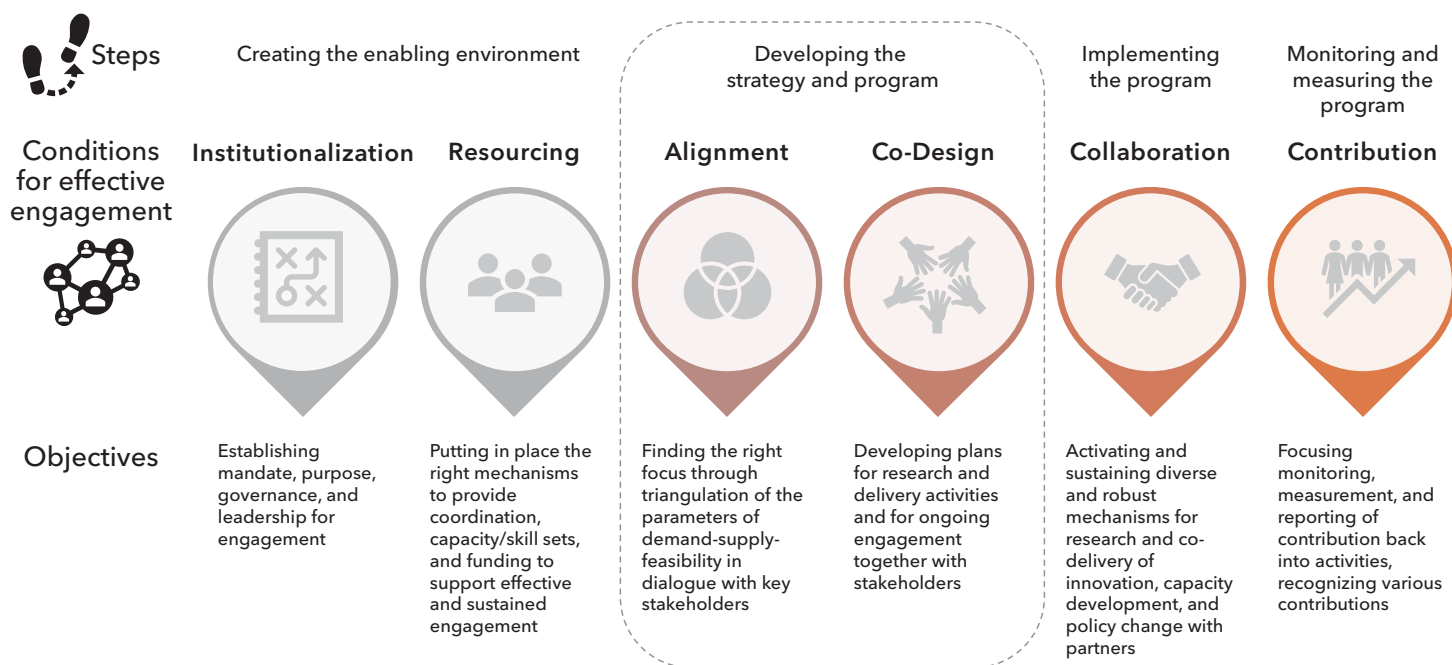 Steps
Creating the enabling environment
Developing the
strategy and program
Implementing
the program
Monitoring and
measuring the
program
Conditions
for effective
engagement
Institutionalization
Resourcing
Alignment
Co-Design
Collaboration
Contribution
Objectives
Establishing
mandate, purpose,
governance, and
leadership for
engagement
Putting in place the
right mechanisms
to provide
coordination,
capacity/skill sets,
and funding to
support effective
and sustained
engagement
Finding the right
focus through
triangulation of the
parameters of
demand-supply-
feasibility in
dialogue with key
stakeholders
Developing plans
for research and
delivery activities
and for ongoing
engagement
together with
stakeholders
Activating and
sustaining diverse
and robust
mechanisms for
research and co-
delivery of
innovation, capacity
development, and
policy change with
partners
Focusing
monitoring,
measurement, and
reporting of
contribution back
into activities,
recognizing various
contributions